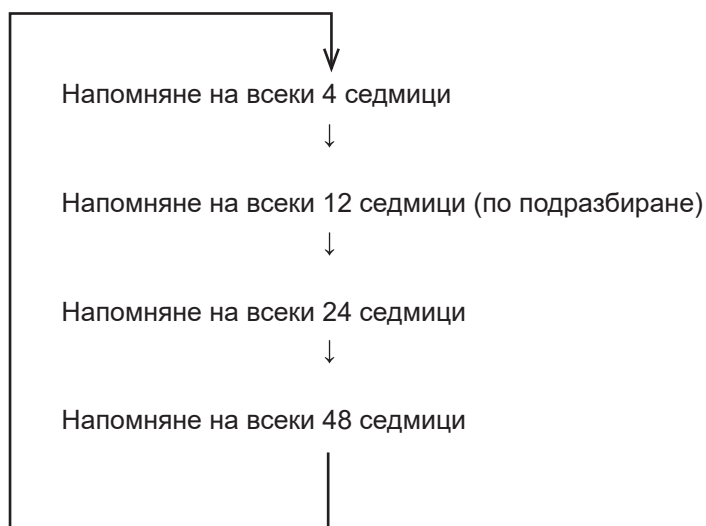 Напомняне на всеки 4 седмици
↓
Напомняне на всеки 12 седмици (по подразбиране)
↓
Напомняне на всеки 24 седмици
↓
Напомняне на всеки 48 седмици